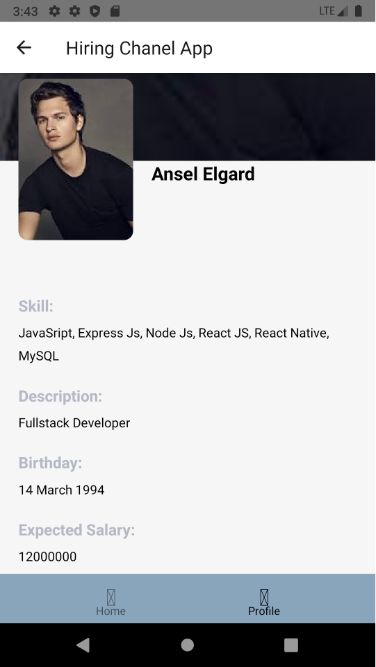 3:43
LTE
Hiring Chanel App
Ansel Elgard
Skill:
JavaSript, Express Js, Node Js, React JS, React Native,
MySQL
Description:
Fullstack Developer
Birthday:
14 March 1994
Expected Salary:
12000000
Home
Profile